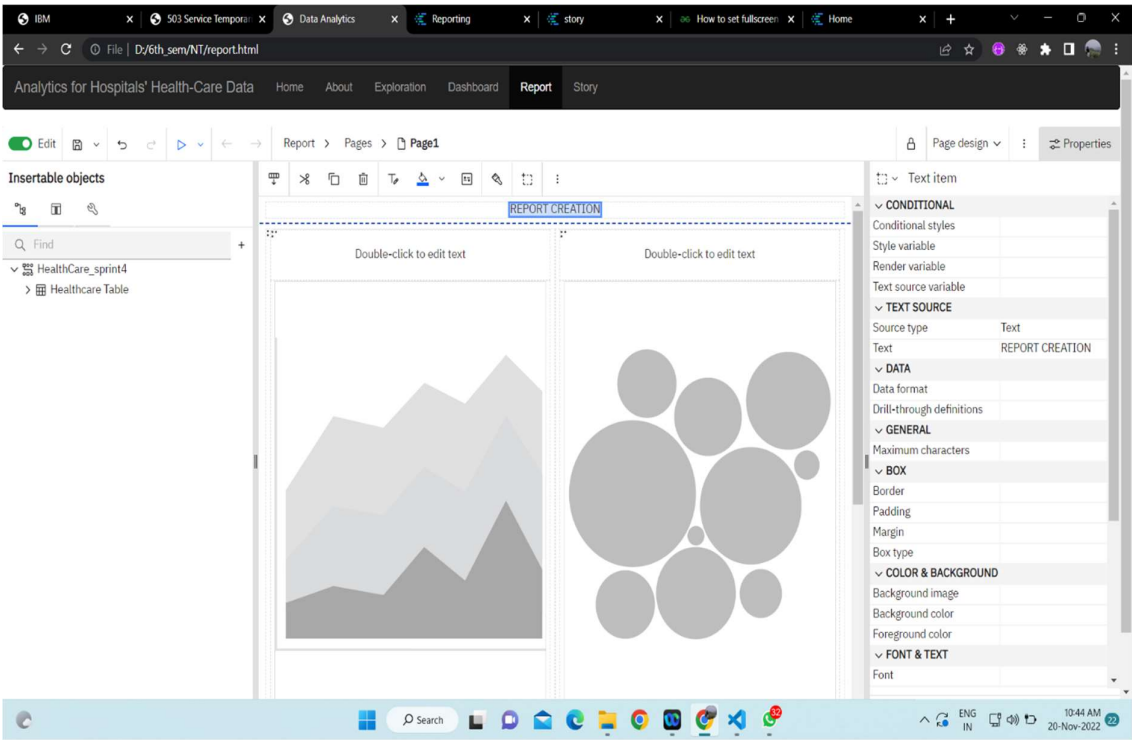 IBM
503 Service Temporar
Data Analytics
Reporting
story
How to set fullscreen
Home
File D:/6th_sem/NT/report.html
Analytics for Hospitals' Health-Care Data Home About Exploration Dashboard Report Story
Edit
Report > Pages > Page1
Page design
Properties
Insertable objects
Text item
REPORT CREATION
Find
HealthCare_sprint4
Healthcare Table
Double-click to edit text
Double-click to edit text
CONDITIONAL
Conditional styles
Style variable
Render variable
Text source variable
TEXT SOURCE
Source type Text
Text REPORT CREATION
DATA
Data format
Drill-through definitions
GENERAL
Maximum characters
BOX
Border
Padding
Margin
Box type
COLOR & BACKGROUND
Background image
Background color
Foreground color
FONT & TEXT
Font
Search
32
ENG
IN
10:44 AM
20-Nov-2022
22